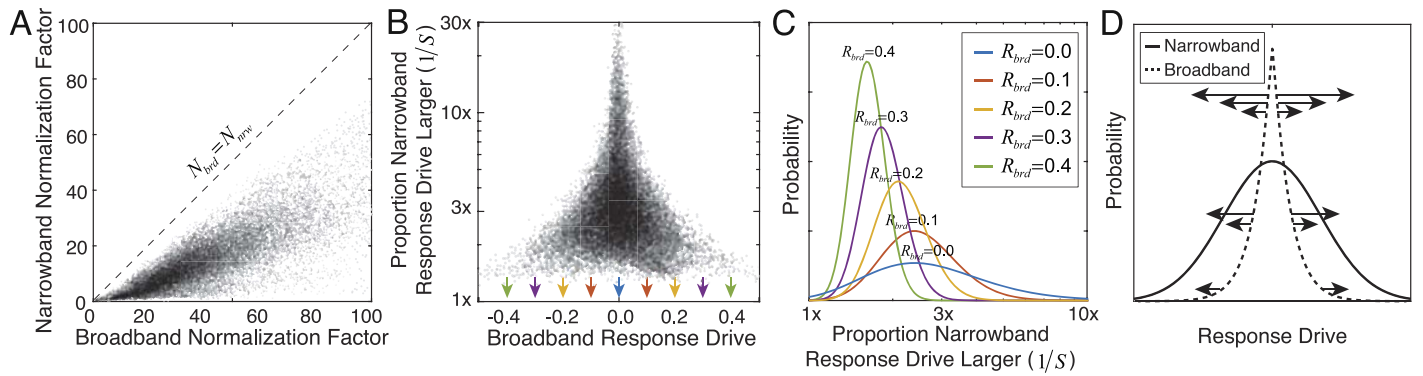 A
Narrowband Normalization Factor
100
80
60
40
20
0
N_brd=N_nrw
0 20 40 60 80 100
Broadband Normalization Factor
B
Proportion Narrowband
Response Drive Larger (1/S)
30x
10x
3x
1x
-0.4 -0.2 0.0 0.2 0.4
Broadband Response Drive
C
Probability
R_brd=0.4
R_brd=0.3
R_brd=0.2
R_brd=0.1
R_brd=0.0
R_brd=0.0
R_brd=0.1
R_brd=0.2
R_brd=0.3
R_brd=0.4
1x 3x 10x
Proportion Narrowband
Response Drive Larger (1/S)
D
Probability
Narrowband
Broadband
Response Drive